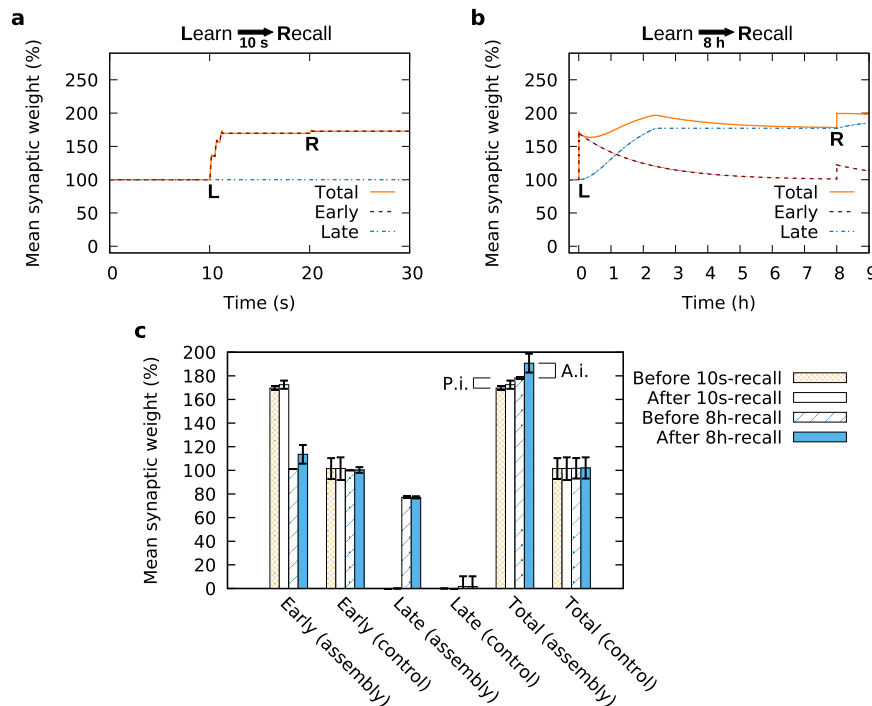 a
Learn 10 s Recall
Mean synaptic weight (%)
250
200
150
100
50
0
L
R
Total
Early
Late
0 10 20 30
Time (s)
b
Learn 8 h Recall
Mean synaptic weight (%)
250
200
150
100
50
0
L
R
Total
Early
Late
0 1 2 3 4 5 6 7 8 9
Time (h)
c
Mean synaptic weight (%)
200
180
160
140
120
100
80
60
40
20
0
P.i.
A.i.
Before 10s-recall
After 10s-recall
Before 8h-recall
After 8h-recall
Early (assembly)
Early (control)
Late (assembly)
Late (control)
Total (assembly)
Total (control)